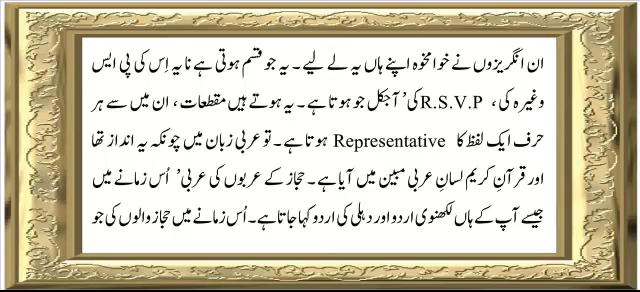 ان انگریزوں نے خوامخوہ اپنے ہاں یہ لے لیے۔ یہ جو قسم ہوتی ہے نا یہ اِس کی پی ایس
وغیرہ کی، R.S.V.P کی' آجکل جو ہوتا ہے۔ یہ ہوتے ہیں مقطعات، ان میں سے ہر
حرف ایک لفظ کا Representative ہوتا ہے۔ تو عربی زبان میں چونکہ یہ انداز تھا
اور قرآنِ کریم لسانِ عربی مبین میں آیا ہے۔ حجاز کے عربوں کی عربی' اُس زمانے میں
جیسے آپ کے ہاں لکھنوی اردو اور دہلی کی اردو کہا جاتا ہے۔ اُس زمانے میں حجاز والوں کی جو